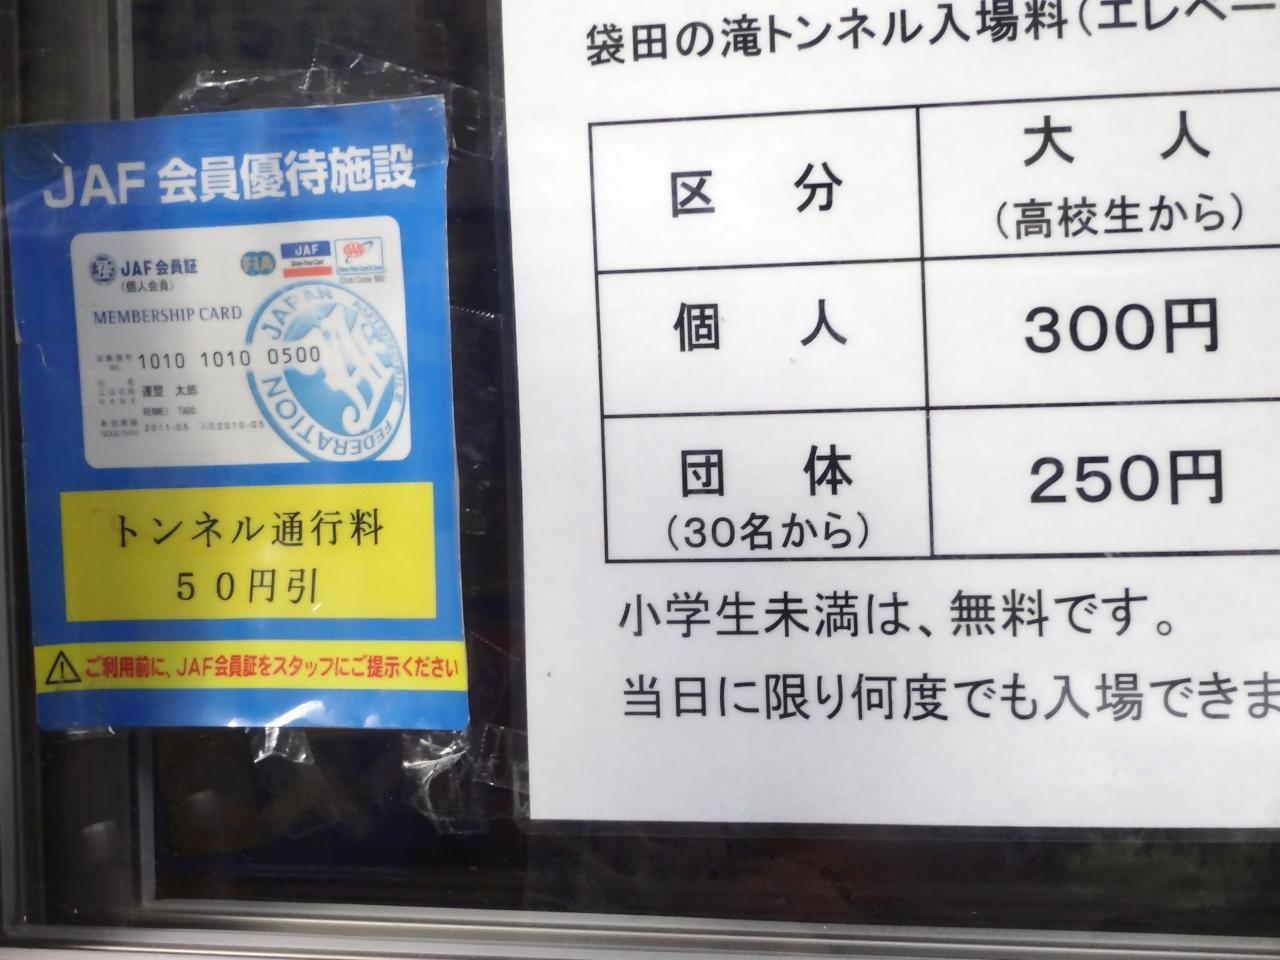 JAF 会員優待施設
JAF会員証
(個人会員)
FIA
JAF
MEMBERSHIP CARD
1010 1010 0500
連盟 太郎
RENMEI TARO
2011-05
2010-05
JAPAN AUTOMOBILE FEDERATION
トンネル通行料
50円引
ご利用前に、JAF会員証をスタッフにご提示ください
袋田の滝トンネル入場料(エレベー
区 分
大 人
(高校生から)
個 人
300円
団 体
(30名から)
250円
小学生未満は、無料です。
当日に限り何度でも入場できま